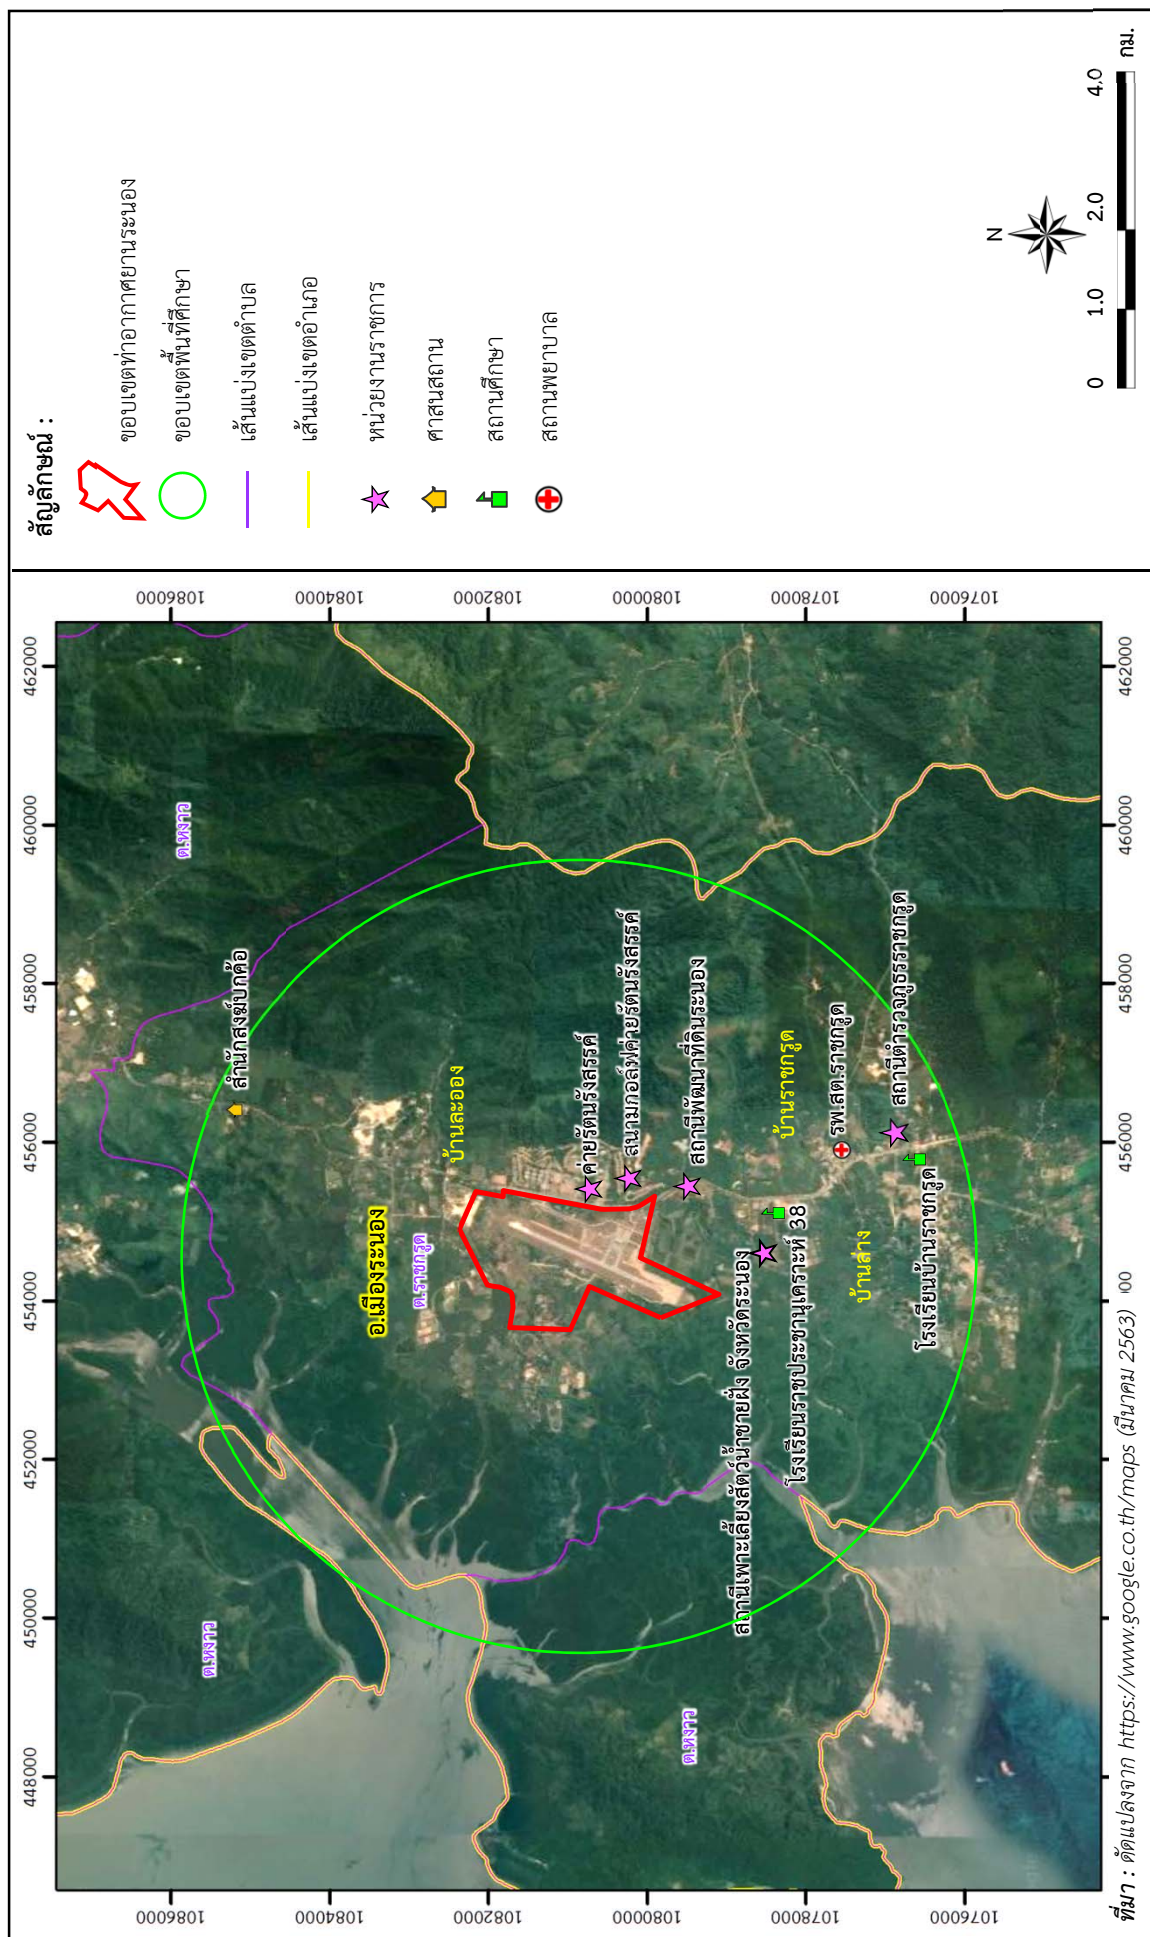 462000
460000
458000
456000
454000
452000
450000
448000
1086000
1084000
1082000
1080000
1078000
1076000
ต.หงาว
สำนักสงฆ์ปกค้อ
อ.เมืองระนอง
ต.ราชกรูด
บ้านละออง
ค่ายรัตนรังสรรค์
สนามกอล์ฟค่ายรัตนรังสรรค์
สถานีพัฒนาที่ดินระนอง
บ้านราชกรูด
รพ.สต.ราชกรูด
สถานีตำรวจภูธรราชกรูด
โรงเรียนบ้านราชกรูด
บ้านล่าง
สถานีเพาะเลี้ยงสัตว์น้ำชายฝั่ง จังหวัดระนอง
โรงเรียนราชประชานุเคราะห์ 38
ต.หงาว
ต.หงาว
1086000
1084000
1082000
1080000
1078000
1076000
462000
460000
458000
456000
00
ที่มา : ดัดแปลงจาก https://www.google.co.th/maps (มีนาคม 2563)
สัญลักษณ์ :
ขอบเขตท่าอากาศยานระนอง
ขอบเขตพื้นที่ศึกษา
เส้นแบ่งเขตตำบล
เส้นแบ่งเขตอำเภอ
หน่วยงานราชการ
ศาสนสถาน
สถานศึกษา
สถานพยาบาล
N
0 1.0 2.0 4.0 กม.